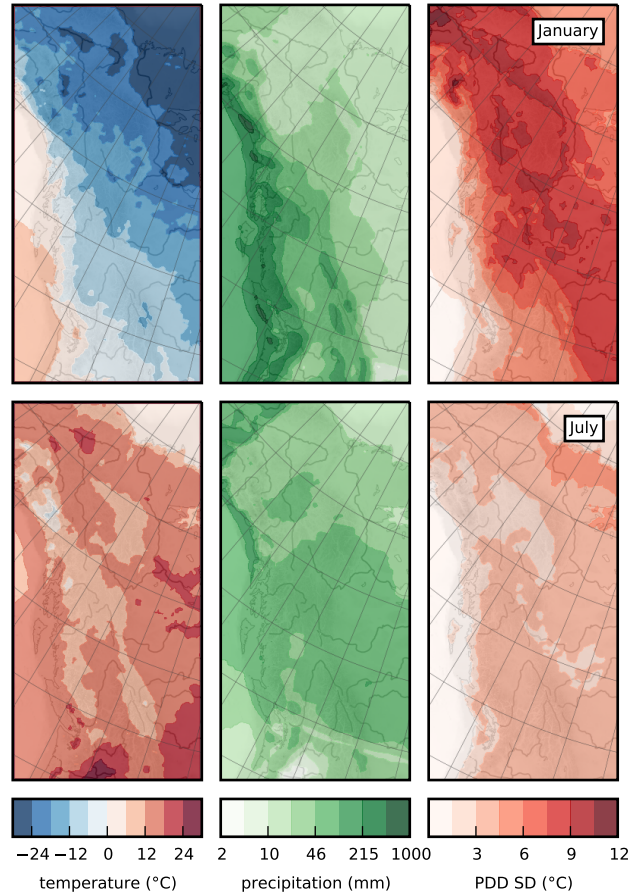 January
July
−24 −12 0 12 24
2 10 46 215 1000
3 6 9 12
temperature (°C) precipitation (mm) PDD SD (°C)